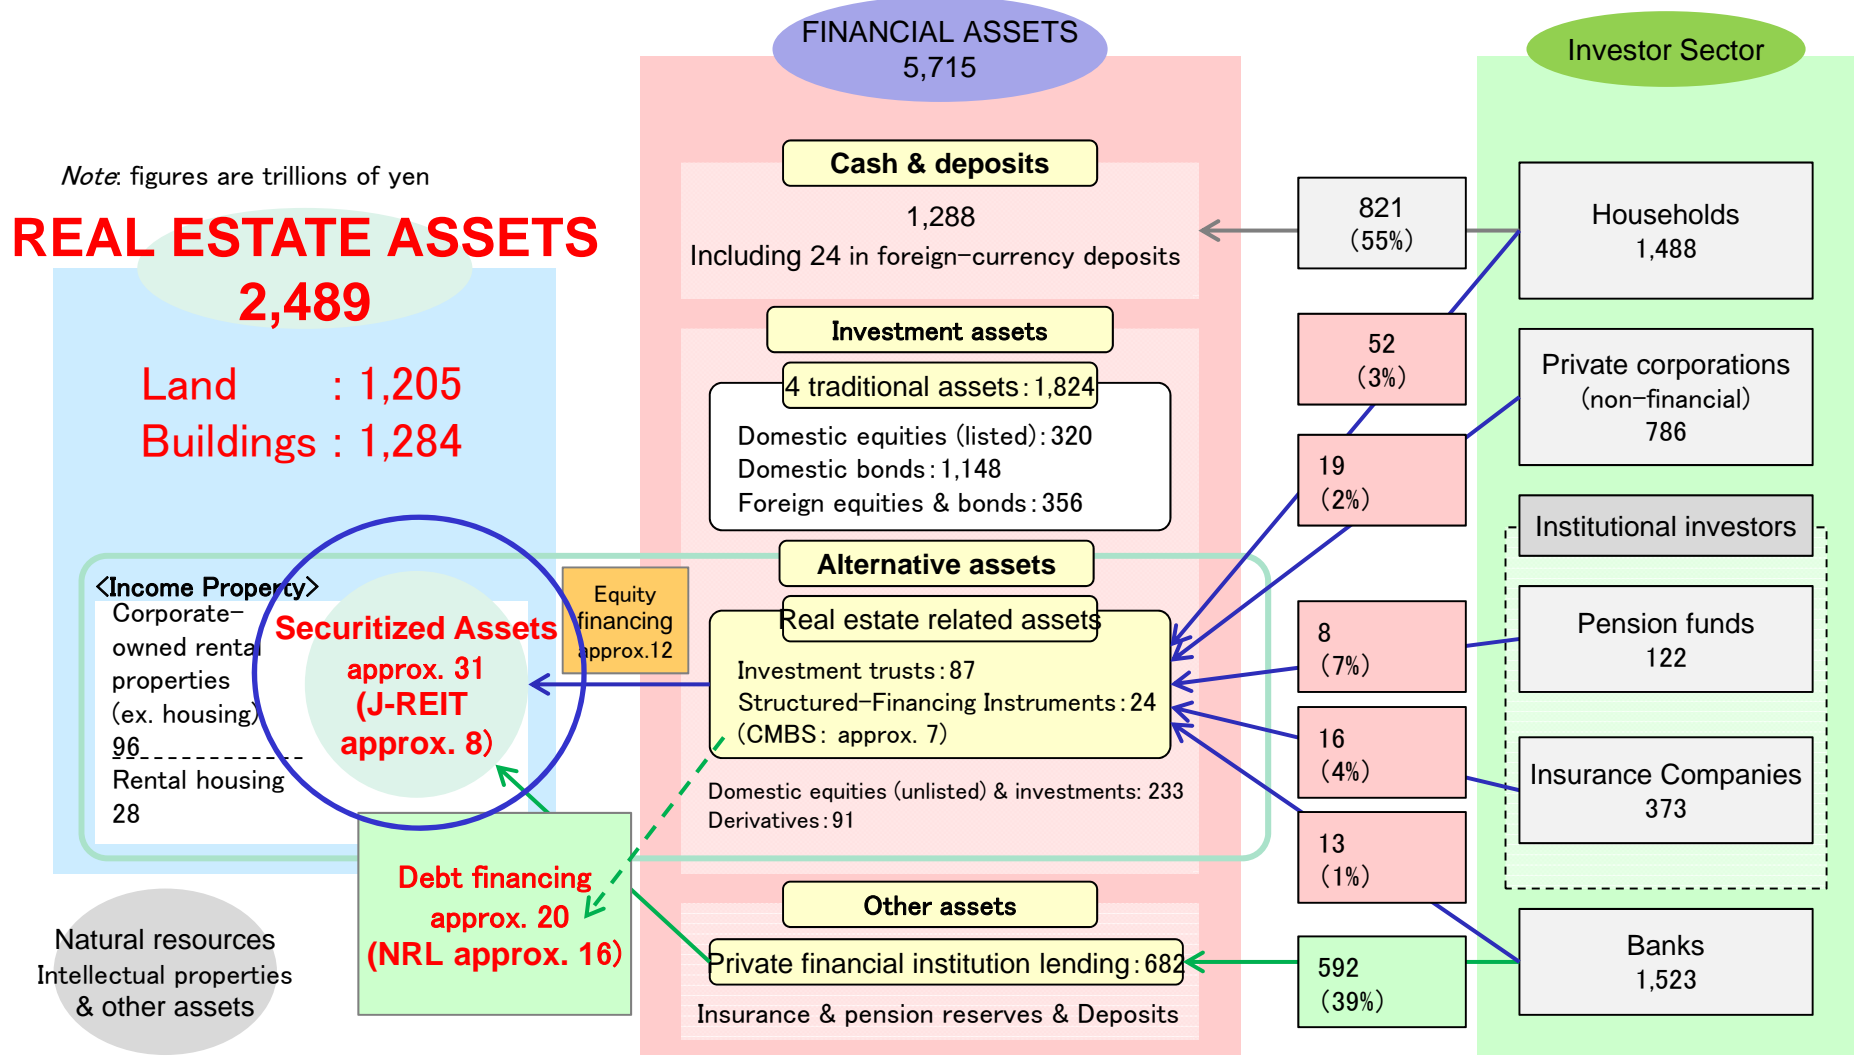 FINANCIAL ASSETS
5,715
Investor Sector
Note: figures are trillions of yen
REAL ESTATE ASSETS
2,489
Land : 1,205
Buildings : 1,284
<Income Property>
Corporate-
owned rental
properties
(ex. housing)
96
Rental housing
28
Securitized Assets
approx. 31
(J-REIT
approx. 8)
Equity
financing
approx.12
Debt financing
approx. 20
(NRL approx. 16)
Natural resources
Intellectual properties
& other assets
Cash & deposits
1,288
Including 24 in foreign-currency deposits
Investment assets
4 traditional assets: 1,824
Domestic equities (listed): 320
Domestic bonds: 1,148
Foreign equities & bonds: 356
Alternative assets
Real estate related assets
Investment trusts: 87
Structured-Financing Instruments: 24
(CMBS: approx. 7)
Domestic equities (unlisted) & investments: 233
Derivatives: 91
Other assets
Private financial institution lending: 682
Insurance & pension reserves & Deposits
821
(55%)
52
(3%)
19
(2%)
8
(7%)
16
(4%)
13
(1%)
592
(39%)
Households
1,488
Private corporations
(non-financial)
786
Institutional investors
Pension funds
122
Insurance Companies
373
Banks
1,523